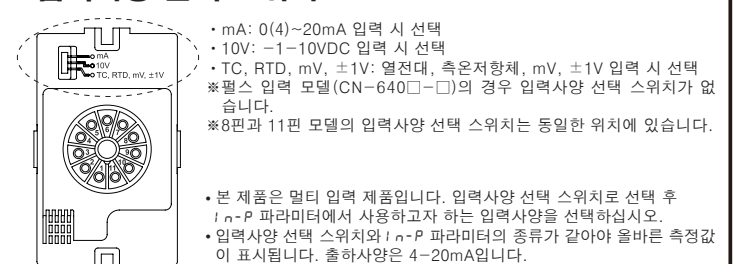 mA
10V
TC, RTD, mV, ±1V
• mA: 0(4)~20mA 입력 시 선택
• 10V: -1-10VDC 입력 시 선택
• TC, RTD, mV, ±1V: 열전대, 측온저항체, mV, ±1V 입력 시 선택
※펄스 입력 모델(CN-640□-□)의 경우 입력사양 선택 스위치가 없
습니다.
※8핀과 11핀 모델의 입력사양 선택 스위치는 동일한 위치에 있습니다.
• 본 제품은 멀티 입력 제품입니다. 입력사양 선택 스위치로 선택 후
In-P 파라미터에서 사용하고자 하는 입력사양을 선택하십시오.
• 입력사양 선택 스위치와 In-P 파라미터의 종류가 같아야 올바른 측정값
이 표시됩니다. 출하사양은 4-20mA입니다.